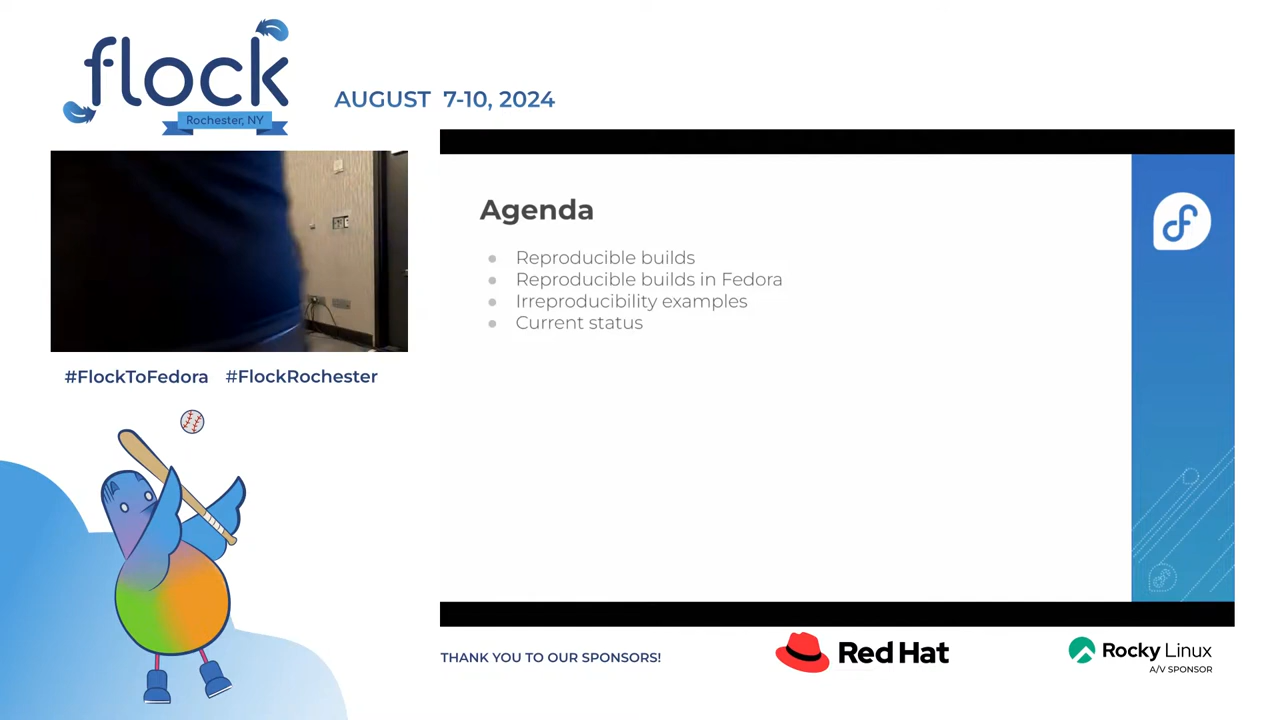 flock
Rochester, NY
AUGUST 7-10, 2024
Agenda
Reproducible builds
Reproducible builds in Fedora
Irreproducibility examples
Current status
#FlockToFedora #FlockRochester
THANK YOU TO OUR SPONSORS!
Red Hat
Rocky Linux
A/V SPONSOR